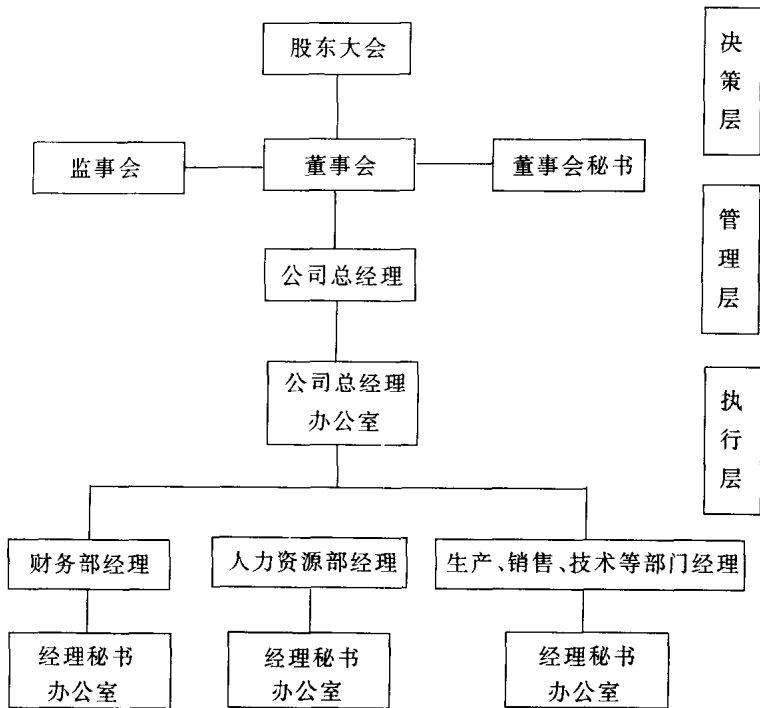 股东大会
监事会
董事会
董事会秘书
公司总经理
公司总经理
办公室
财务部经理
人力资源部经理
生产、销售、技术等部门经理
经理秘书
办公室
经理秘书
办公室
经理秘书
办公室
决
策
层
管
理
层
执
行
层